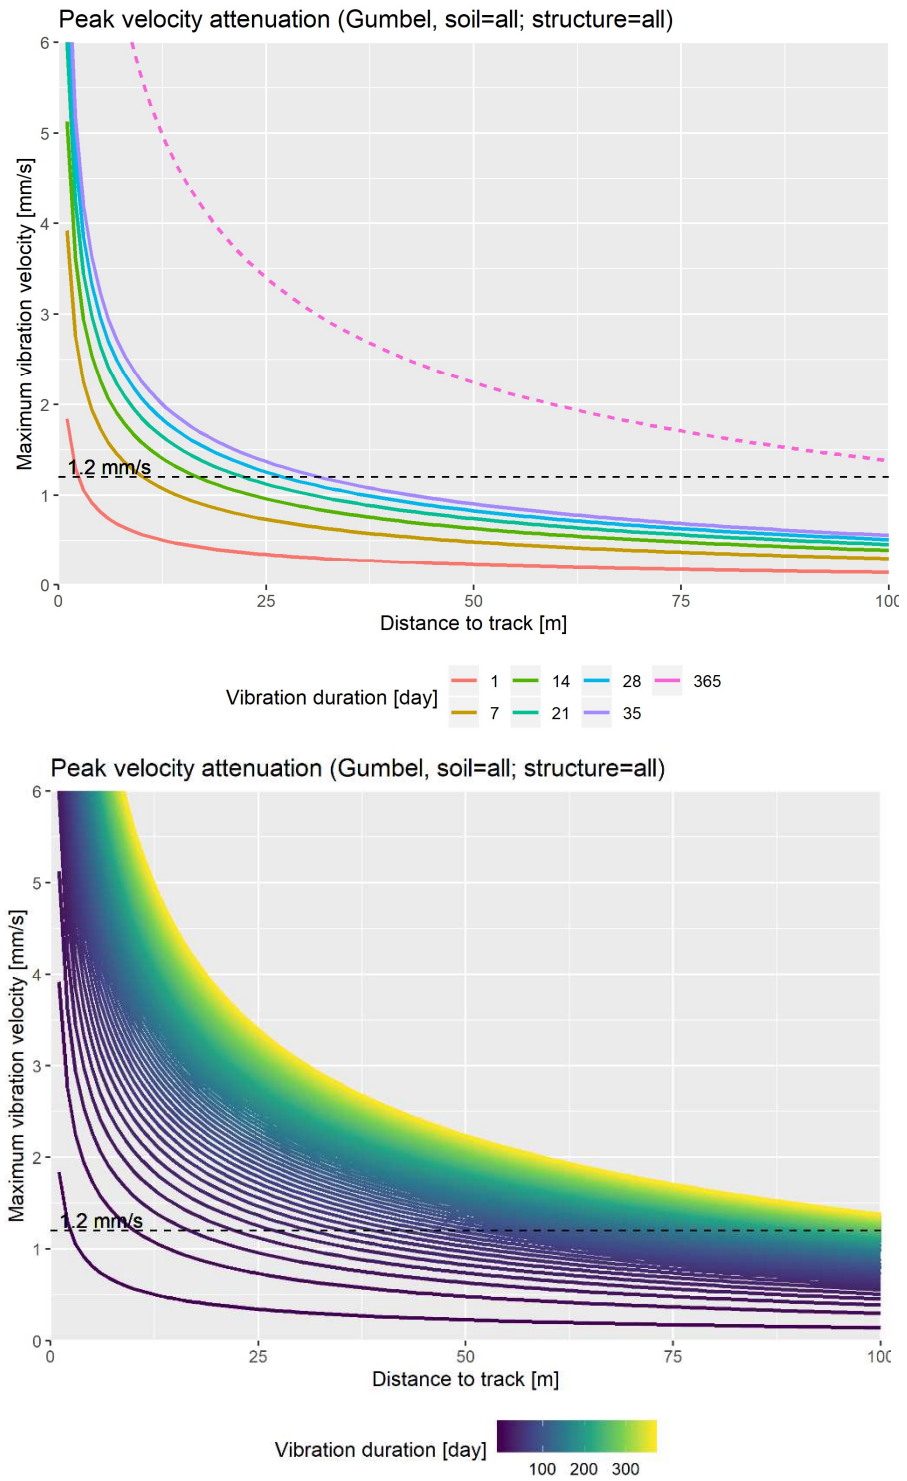 Peak velocity attenuation (Gumbel, soil=all; structure=all)
Maximum vibration velocity [mm/s]
6
5
4
3
2
1
0
1.2 mm/s
0 25 50 75 100
Distance to track [m]
Vibration duration [day]
1 14 28 365
7 21 35
Peak velocity attenuation (Gumbel, soil=all; structure=all)
Maximum vibration velocity [mm/s]
6
5
4
3
2
1
0
1.2 mm/s
0 25 50 75 100
Distance to track [m]
Vibration duration [day]
100 200 300